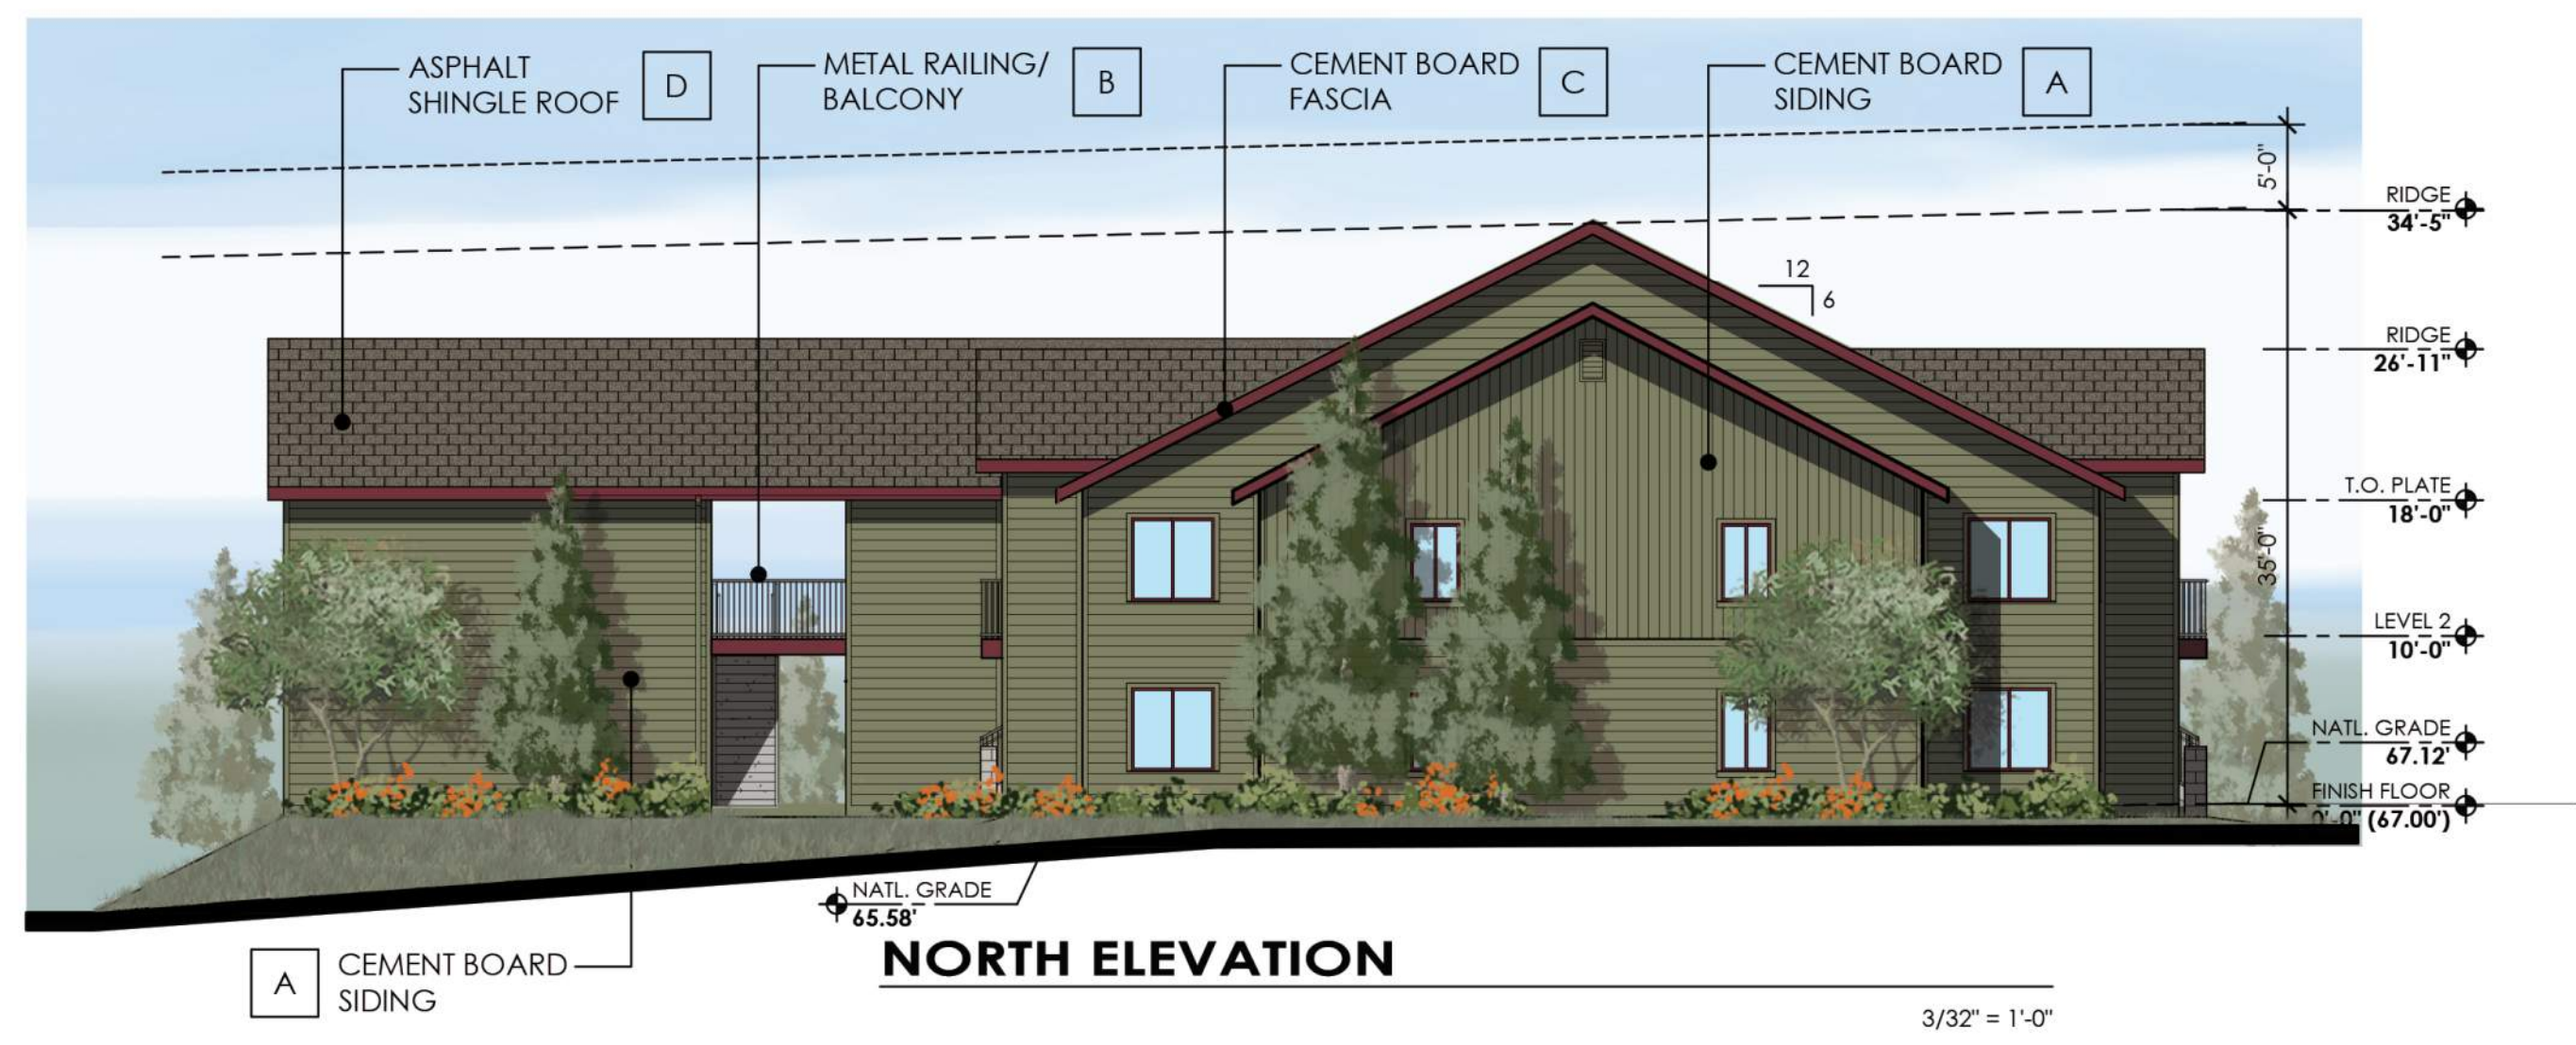 ASPHALT
SHINGLE ROOF
D
METAL RAILING/
BALCONY
B
CEMENT BOARD
FASCIA
C
CEMENT BOARD
SIDING
A
5'-0"
RIDGE
34'-5"
12
6
RIDGE
26'-11"
T.O. PLATE
18'-0"
35'-0"
LEVEL 2
10'-0"
NATL. GRADE
67.12'
FINISH FLOOR
0'-0" (67.00')
NATL. GRADE
65.58'
A
CEMENT BOARD
SIDING
NORTH ELEVATION
3/32" = 1'-0"